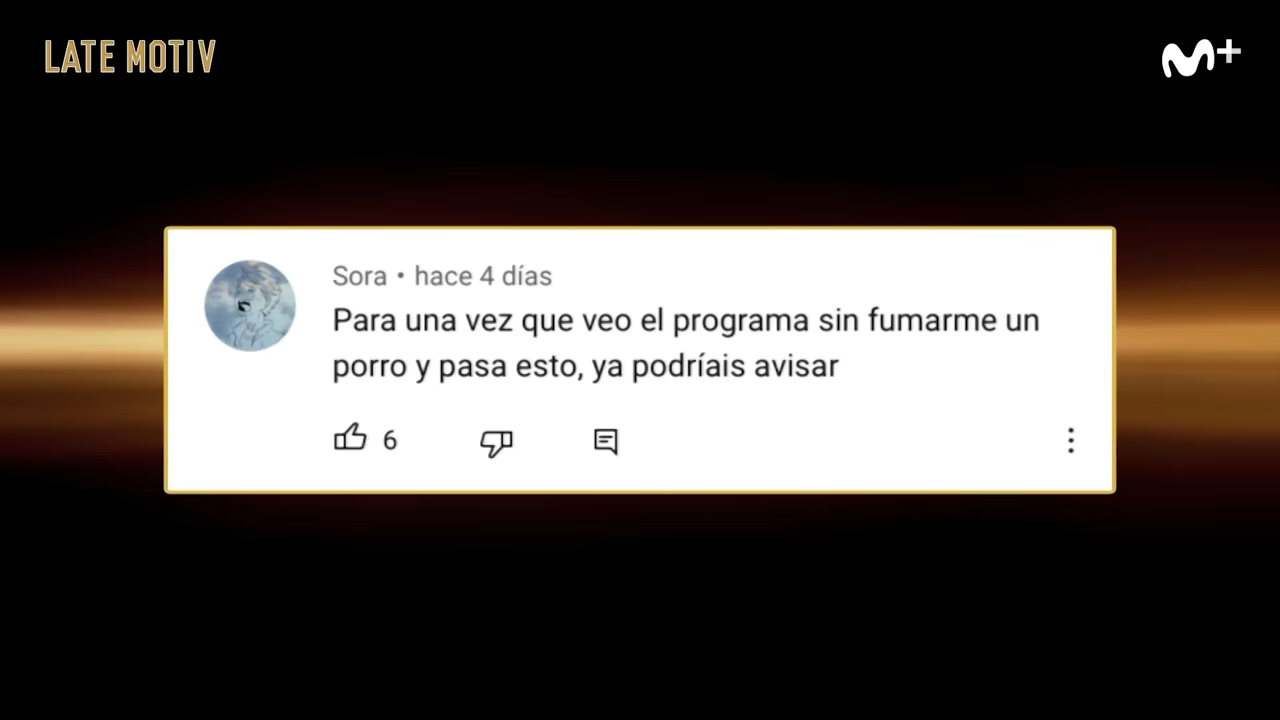 LATE MOTIV
M+
Sora • hace 4 días
Para una vez que veo el programa sin fumarme un
porro y pasa esto, ya podríais avisar
6